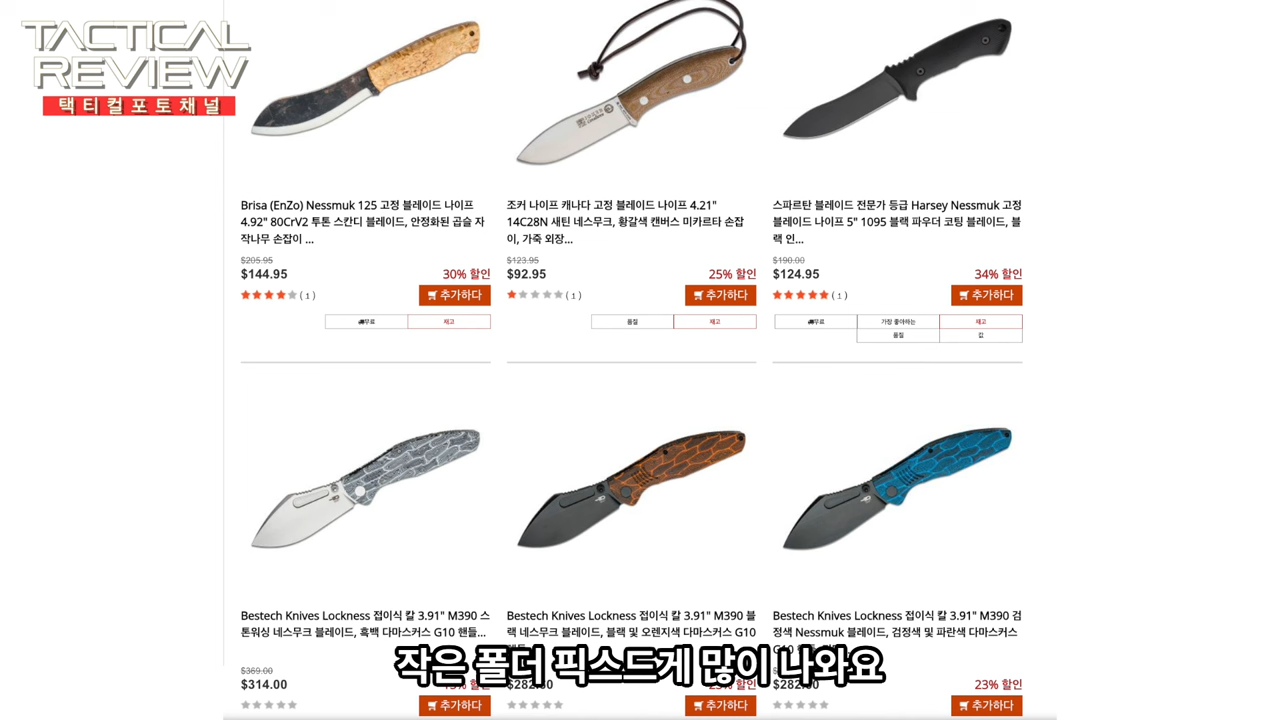 TACTICAL
REVIEW
택티컬포토채널
Brisa (EnZo) Nessmuk 125 고정 블레이드 나이프
4.92" 80CrV2 투톤 스칸디 블레이드, 안정화된 곱슬 자
작나무 손잡이 ...
$205.95
$144.95
30% 할인
( 1 )
추가하다
무료
재고
조커 나이프 캐나다 고정 블레이드 나이프 4.21"
14C28N 새틴 네스무크, 황갈색 캔버스 미카르타 손잡
이, 가죽 외장...
$123.95
$92.95
25% 할인
( 1 )
추가하다
품질
재고
스파르탄 블레이드 전문가 등급 Harsey Nessmuk 고정
블레이드 나이프 5" 1095 블랙 파우더 코팅 블레이드, 블
랙 인...
$190.00
$124.95
34% 할인
( 1 )
추가하다
무료
가장 좋아하는
재고
품질
값
Bestech Knives Lockness 접이식 칼 3.91" M390 스
톤워싱 네스무크 블레이드, 흑백 다마스커스 G10 핸들...
$369.00
$314.00
15% 할인
추가하다
Bestech Knives Lockness 접이식 칼 3.91" M390 블
랙 네스무크 블레이드, 블랙 및 오렌지색 다마스커스 G10
$282.00
23% 할인
추가하다
Bestech Knives Lockness 접이식 칼 3.91" M390 검
정색 Nessmuk 블레이드, 검정색 및 파란색 다마스커스
G10
$282.00
23% 할인
추가하다
작은 폴더 픽스드게 많이 나와요